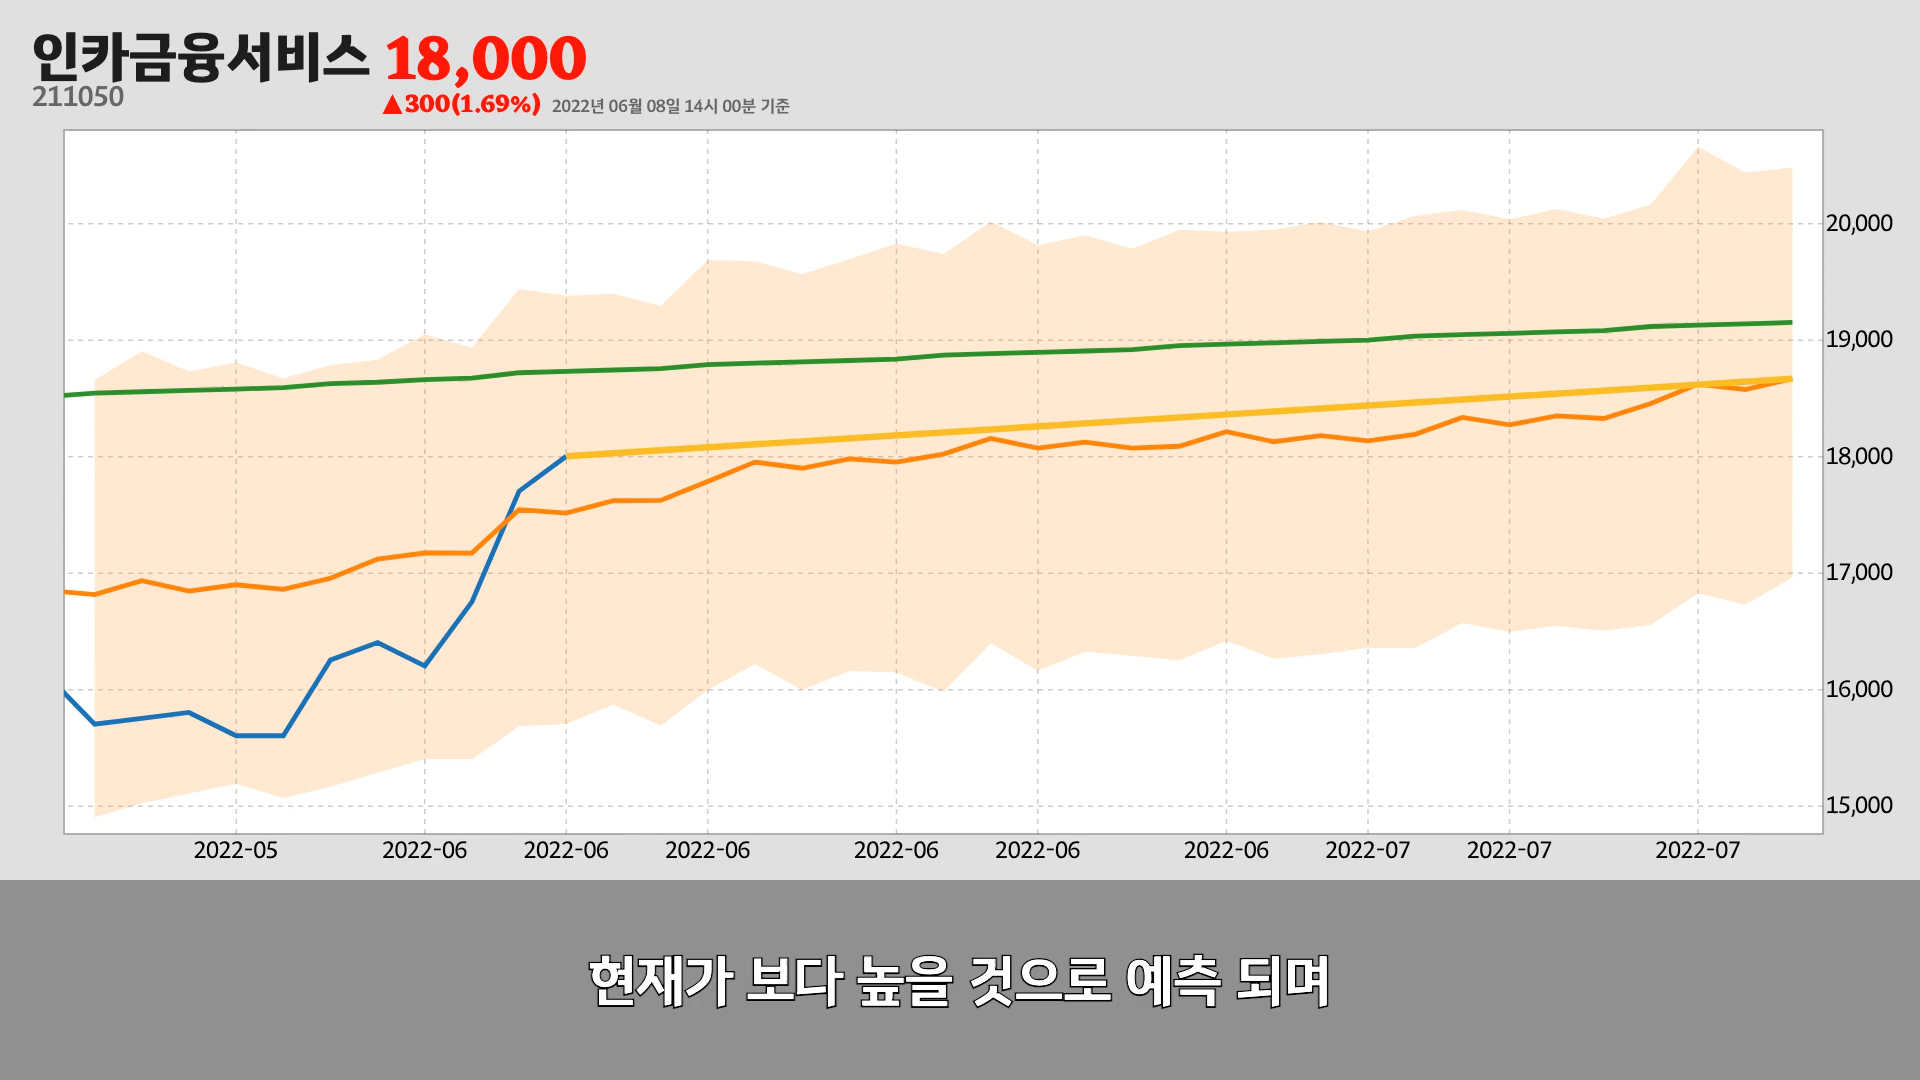 인카금융서비스 18,000
211050
▲300(1.69%) 2022년 06월 08일 14시 00분 기준
20,000
19,000
18,000
17,000
16,000
15,000
2022-05 2022-06 2022-06 2022-06 2022-06 2022-06 2022-06 2022-07 2022-07 2022-07
현재가 보다 높을 것으로 예측 되며